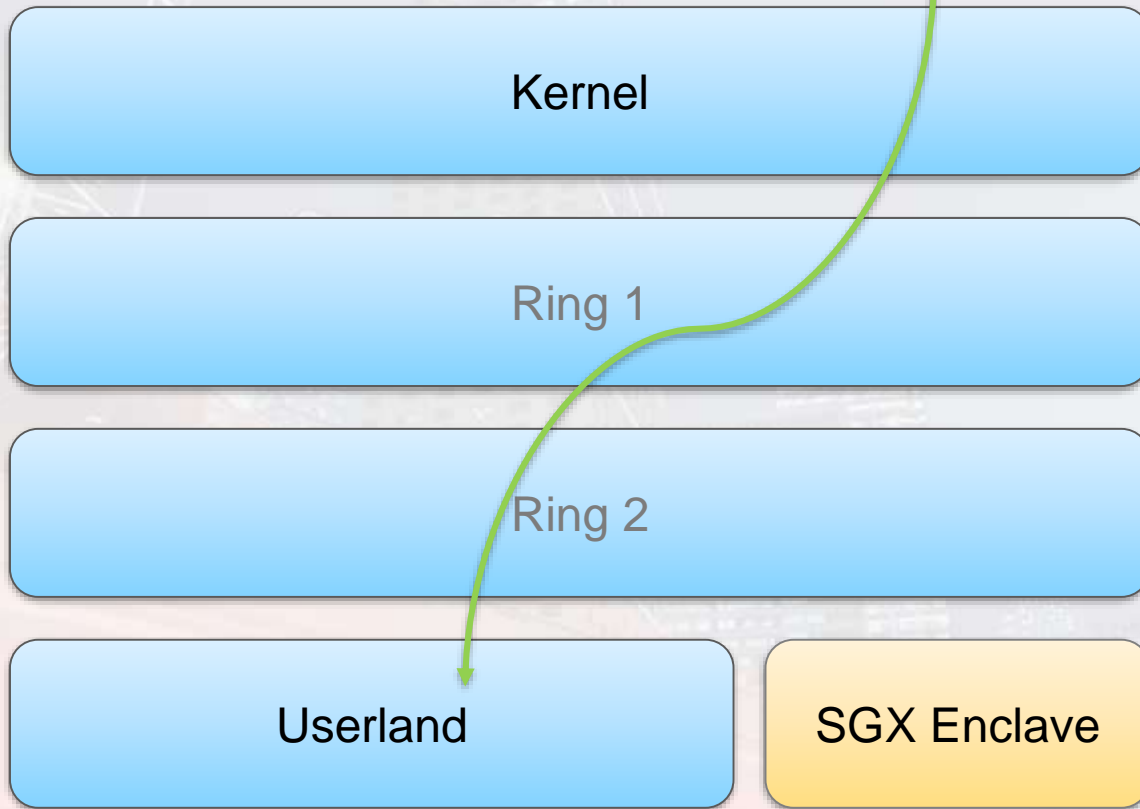 Kernel
Ring 1
Ring 2
Userland
SGX Enclave